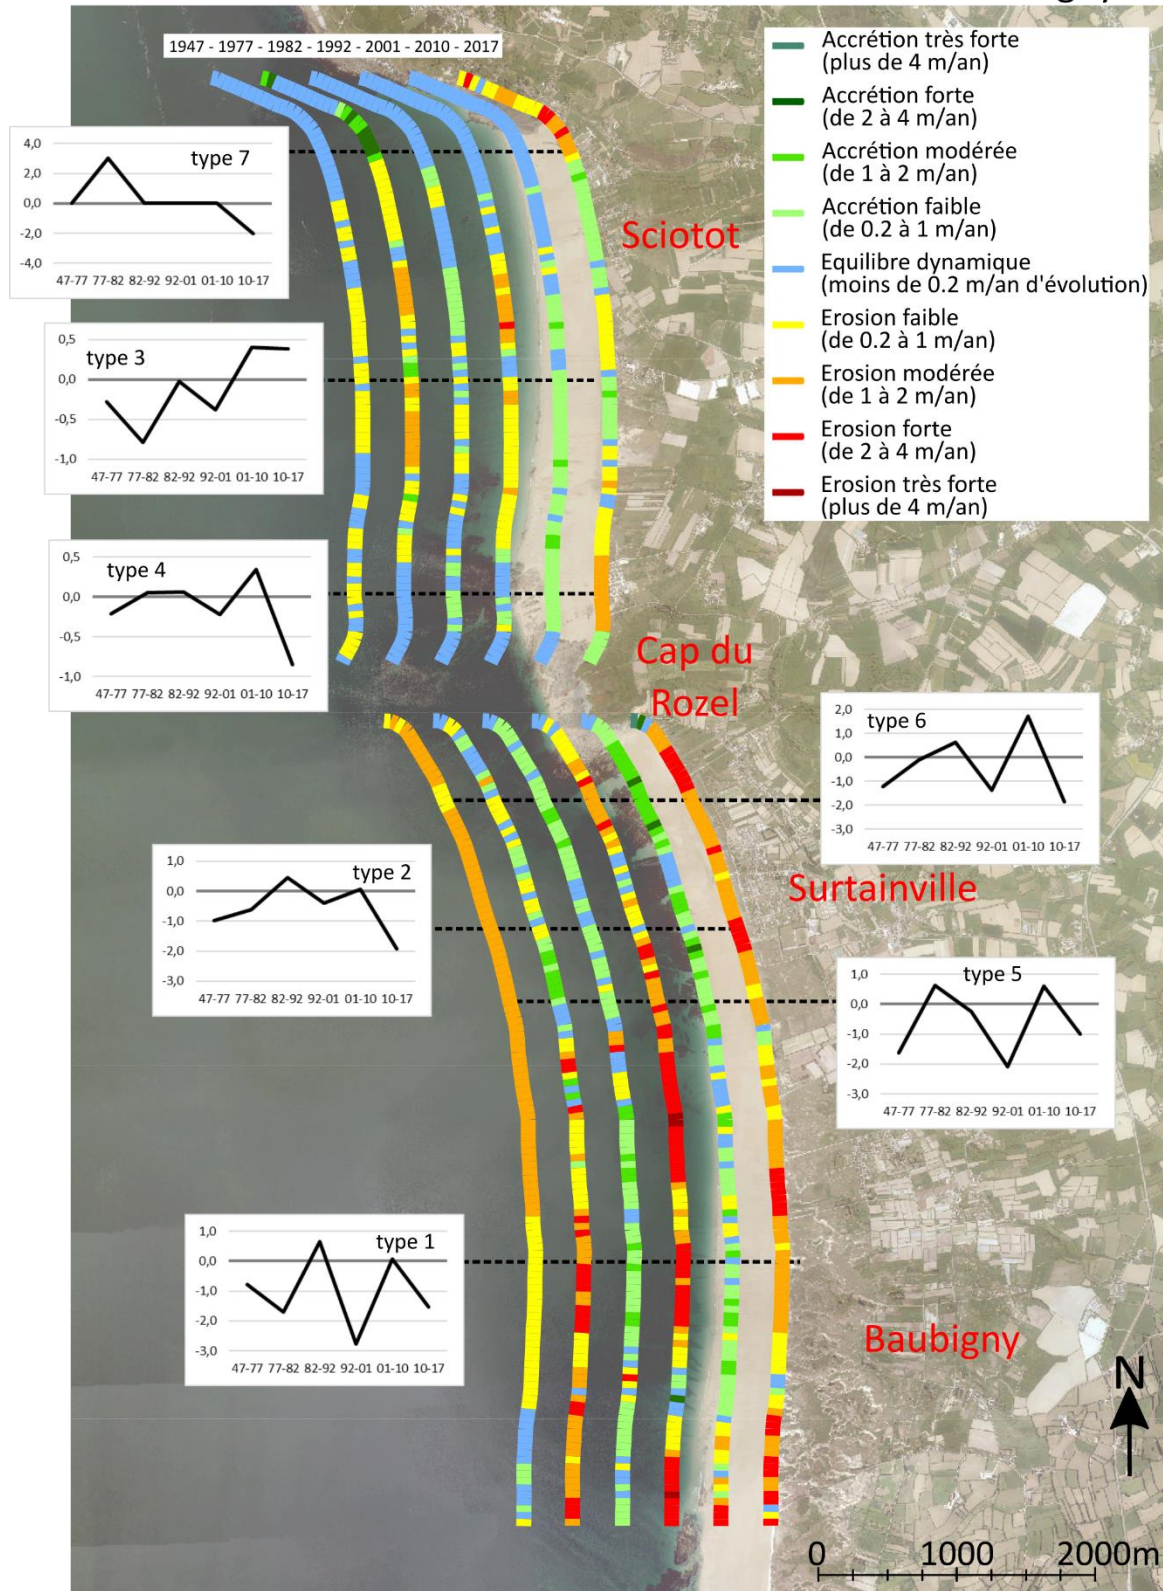 1947 - 1977 - 1982 - 1992 - 2001 - 2010 - 2017
Accrétion très forte
(plus de 4 m/an)
Accrétion forte
(de 2 à 4 m/an)
Accrétion modérée
(de 1 à 2 m/an)
Accrétion faible
(de 0.2 à 1 m/an)
Equilibre dynamique
(moins de 0.2 m/an d'évolution)
Erosion faible
(de 0.2 à 1 m/an)
Erosion modérée
(de 1 à 2 m/an)
Erosion forte
(de 2 à 4 m/an)
Erosion très forte
(plus de 4 m/an)
type 7
4,0
2,0
0,0
-2,0
-4,0
47-77 77-82 82-92 92-01 01-10 10-17
Sciotot
type 3
0,5
0,0
-0,5
-1,0
47-77 77-82 82-92 92-01 01-10 10-17
type 4
0,5
0,0
-0,5
-1,0
47-77 77-82 82-92 92-01 01-10 10-17
Cap du
Rozel
type 6
2,0
1,0
0,0
-1,0
-2,0
-3,0
47-77 77-82 82-92 92-01 01-10 10-17
type 2
1,0
0,0
-1,0
-2,0
-3,0
47-77 77-82 82-92 92-01 01-10 10-17
Surtainville
type 5
1,0
0,0
-1,0
-2,0
-3,0
47-77 77-82 82-92 92-01 01-10 10-17
type 1
1,0
0,0
-1,0
-2,0
-3,0
47-77 77-82 82-92 92-01 01-10 10-17
Baubigny
N
0 1000 2000m